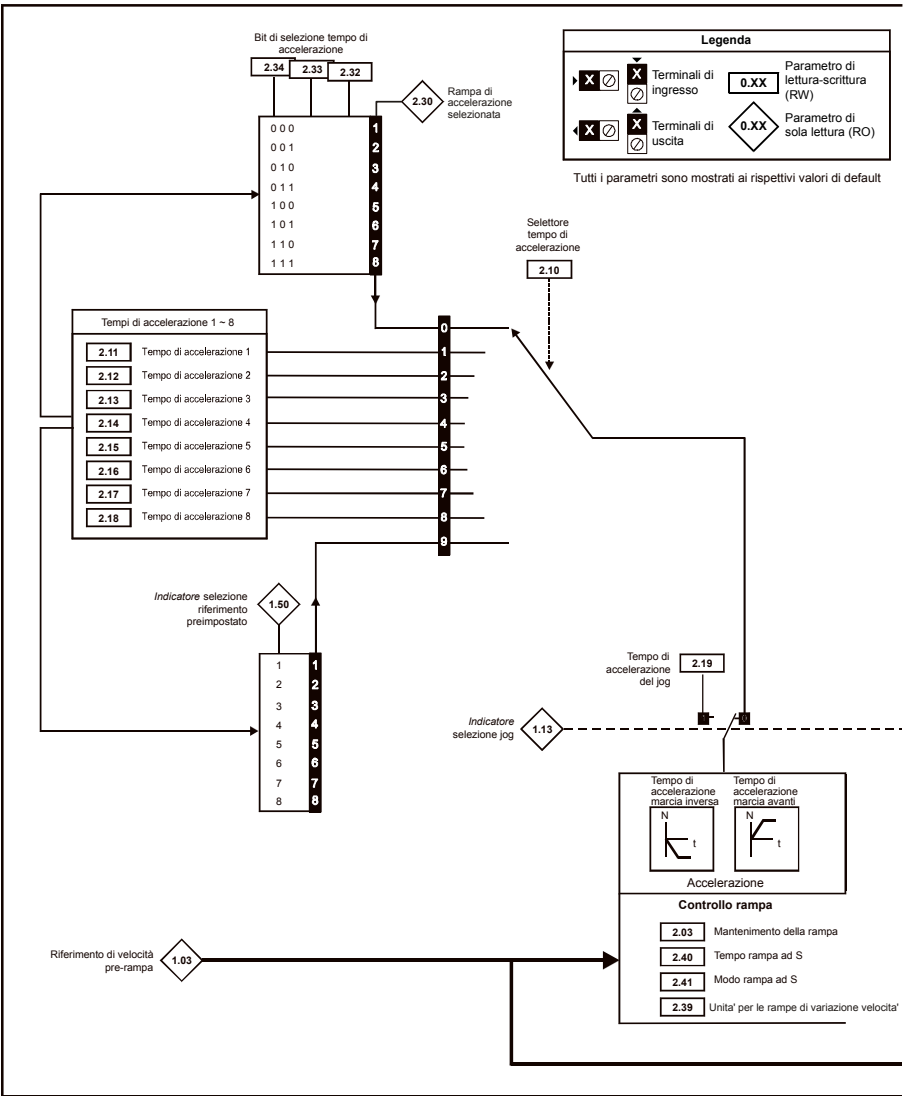 Bit di selezione tempo di
accelerazione
2.34
2.33
2.32
2.30
Rampa di
accelerazione
selezionata
0 0 0
0 0 1
0 1 0
0 1 1
1 0 0
1 0 1
1 1 0
1 1 1
1
2
3
4
5
6
7
8
Legenda
X
X
Terminali di
ingresso
0.XX
Parametro di
lettura-scrittura
(RW)
X
X
Terminali di
uscita
0.XX
Parametro di
sola lettura (RO)
Tutti i parametri sono mostrati ai rispettivi valori di default
Selettore
tempo di
accelerazione
2.10
Tempi di accelerazione 1 ~ 8
2.11 Tempo di accelerazione 1
2.12 Tempo di accelerazione 2
2.13 Tempo di accelerazione 3
2.14 Tempo di accelerazione 4
2.15 Tempo di accelerazione 5
2.16 Tempo di accelerazione 6
2.17 Tempo di accelerazione 7
2.18 Tempo di accelerazione 8
0
1
2
3
4
5
6
7
8
9
Indicatore selezione
riferimento
preimpostato
1.50
1
2
3
4
5
6
7
8
1
2
3
4
5
6
7
8
Tempo di
accelerazione
del jog
2.19
Indicatore
selezione jog
1.13
1
0
Tempo di
accelerazione
marcia inversa
Tempo di
accelerazione
marcia avanti
N
t
N
t
Accelerazione
Controllo rampa
2.03 Mantenimento della rampa
2.40 Tempo rampa ad S
2.41 Modo rampa ad S
2.39 Unita' per le rampe di variazione velocita'
Riferimento di velocità
pre-rampa
1.03